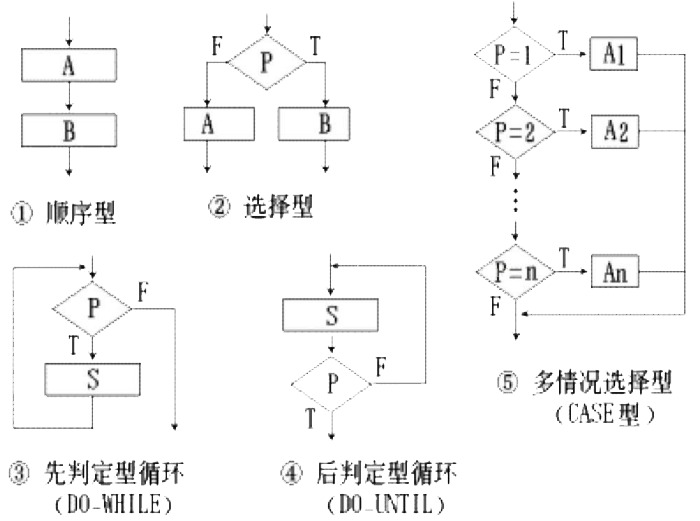 A
B
① 顺序型
F
T
P
A
B
② 选择型
P=1
T
A1
F
P=2
T
A2
F
P=n
T
An
F
⑤ 多情况选择型
(CASE型)
P
F
T
S
③ 先判定型循环
(DO-WHILE)
S
P
F
T
④ 后判定型循环
(DO-UNTIL)